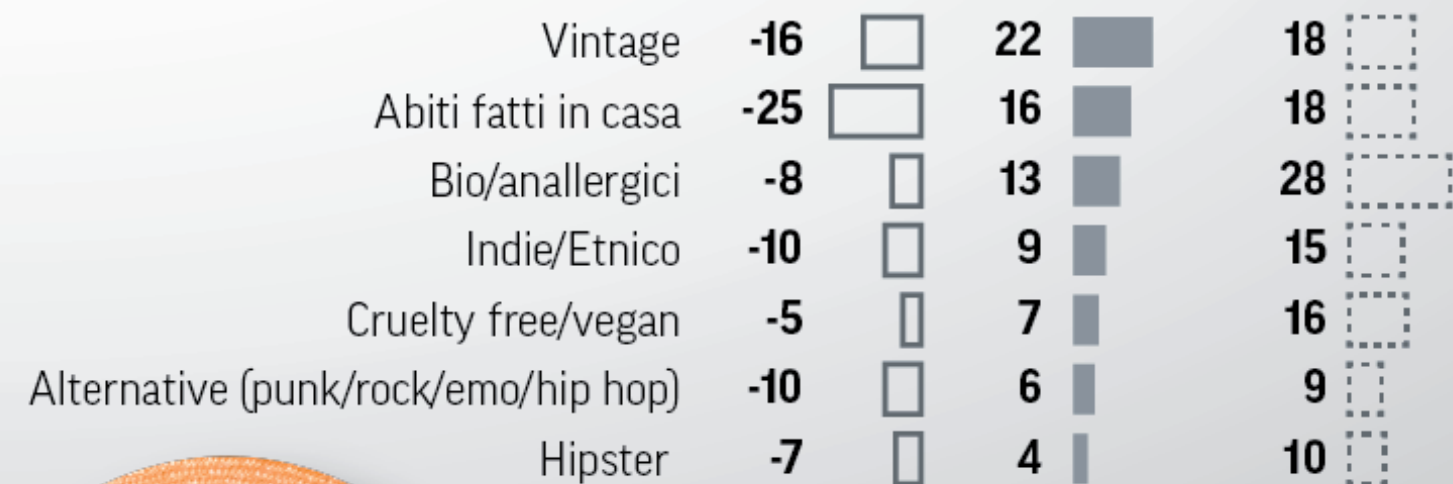 Vintage -16 22 18
Abiti fatti in casa -25 16 18
Bio/anallergici -8 13 28
Indie/Etnico -10 9 15
Cruelty free/vegan -5 7 16
Alternative (punk/rock/emo/hip hop) -10 6 9
Hipster -7 4 10